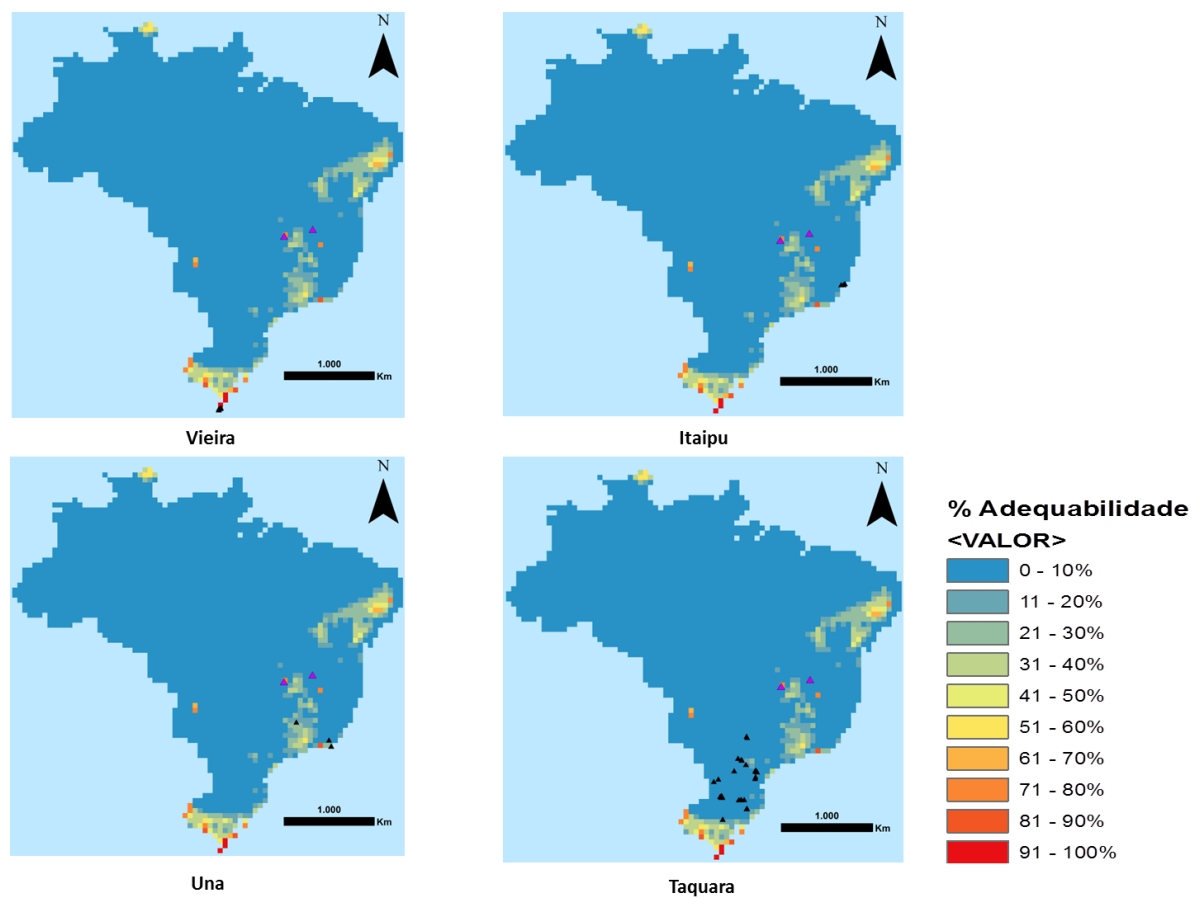 N
1.000
Km
Vieira
N
1.000
Km
Itaipu
N
1.000
Km
Una
N
1.000
Km
Taquara
% Adequabilidade
<VALOR>
0 - 10%
11 - 20%
21 - 30%
31 - 40%
41 - 50%
51 - 60%
61 - 70%
71 - 80%
81 - 90%
91 - 100%